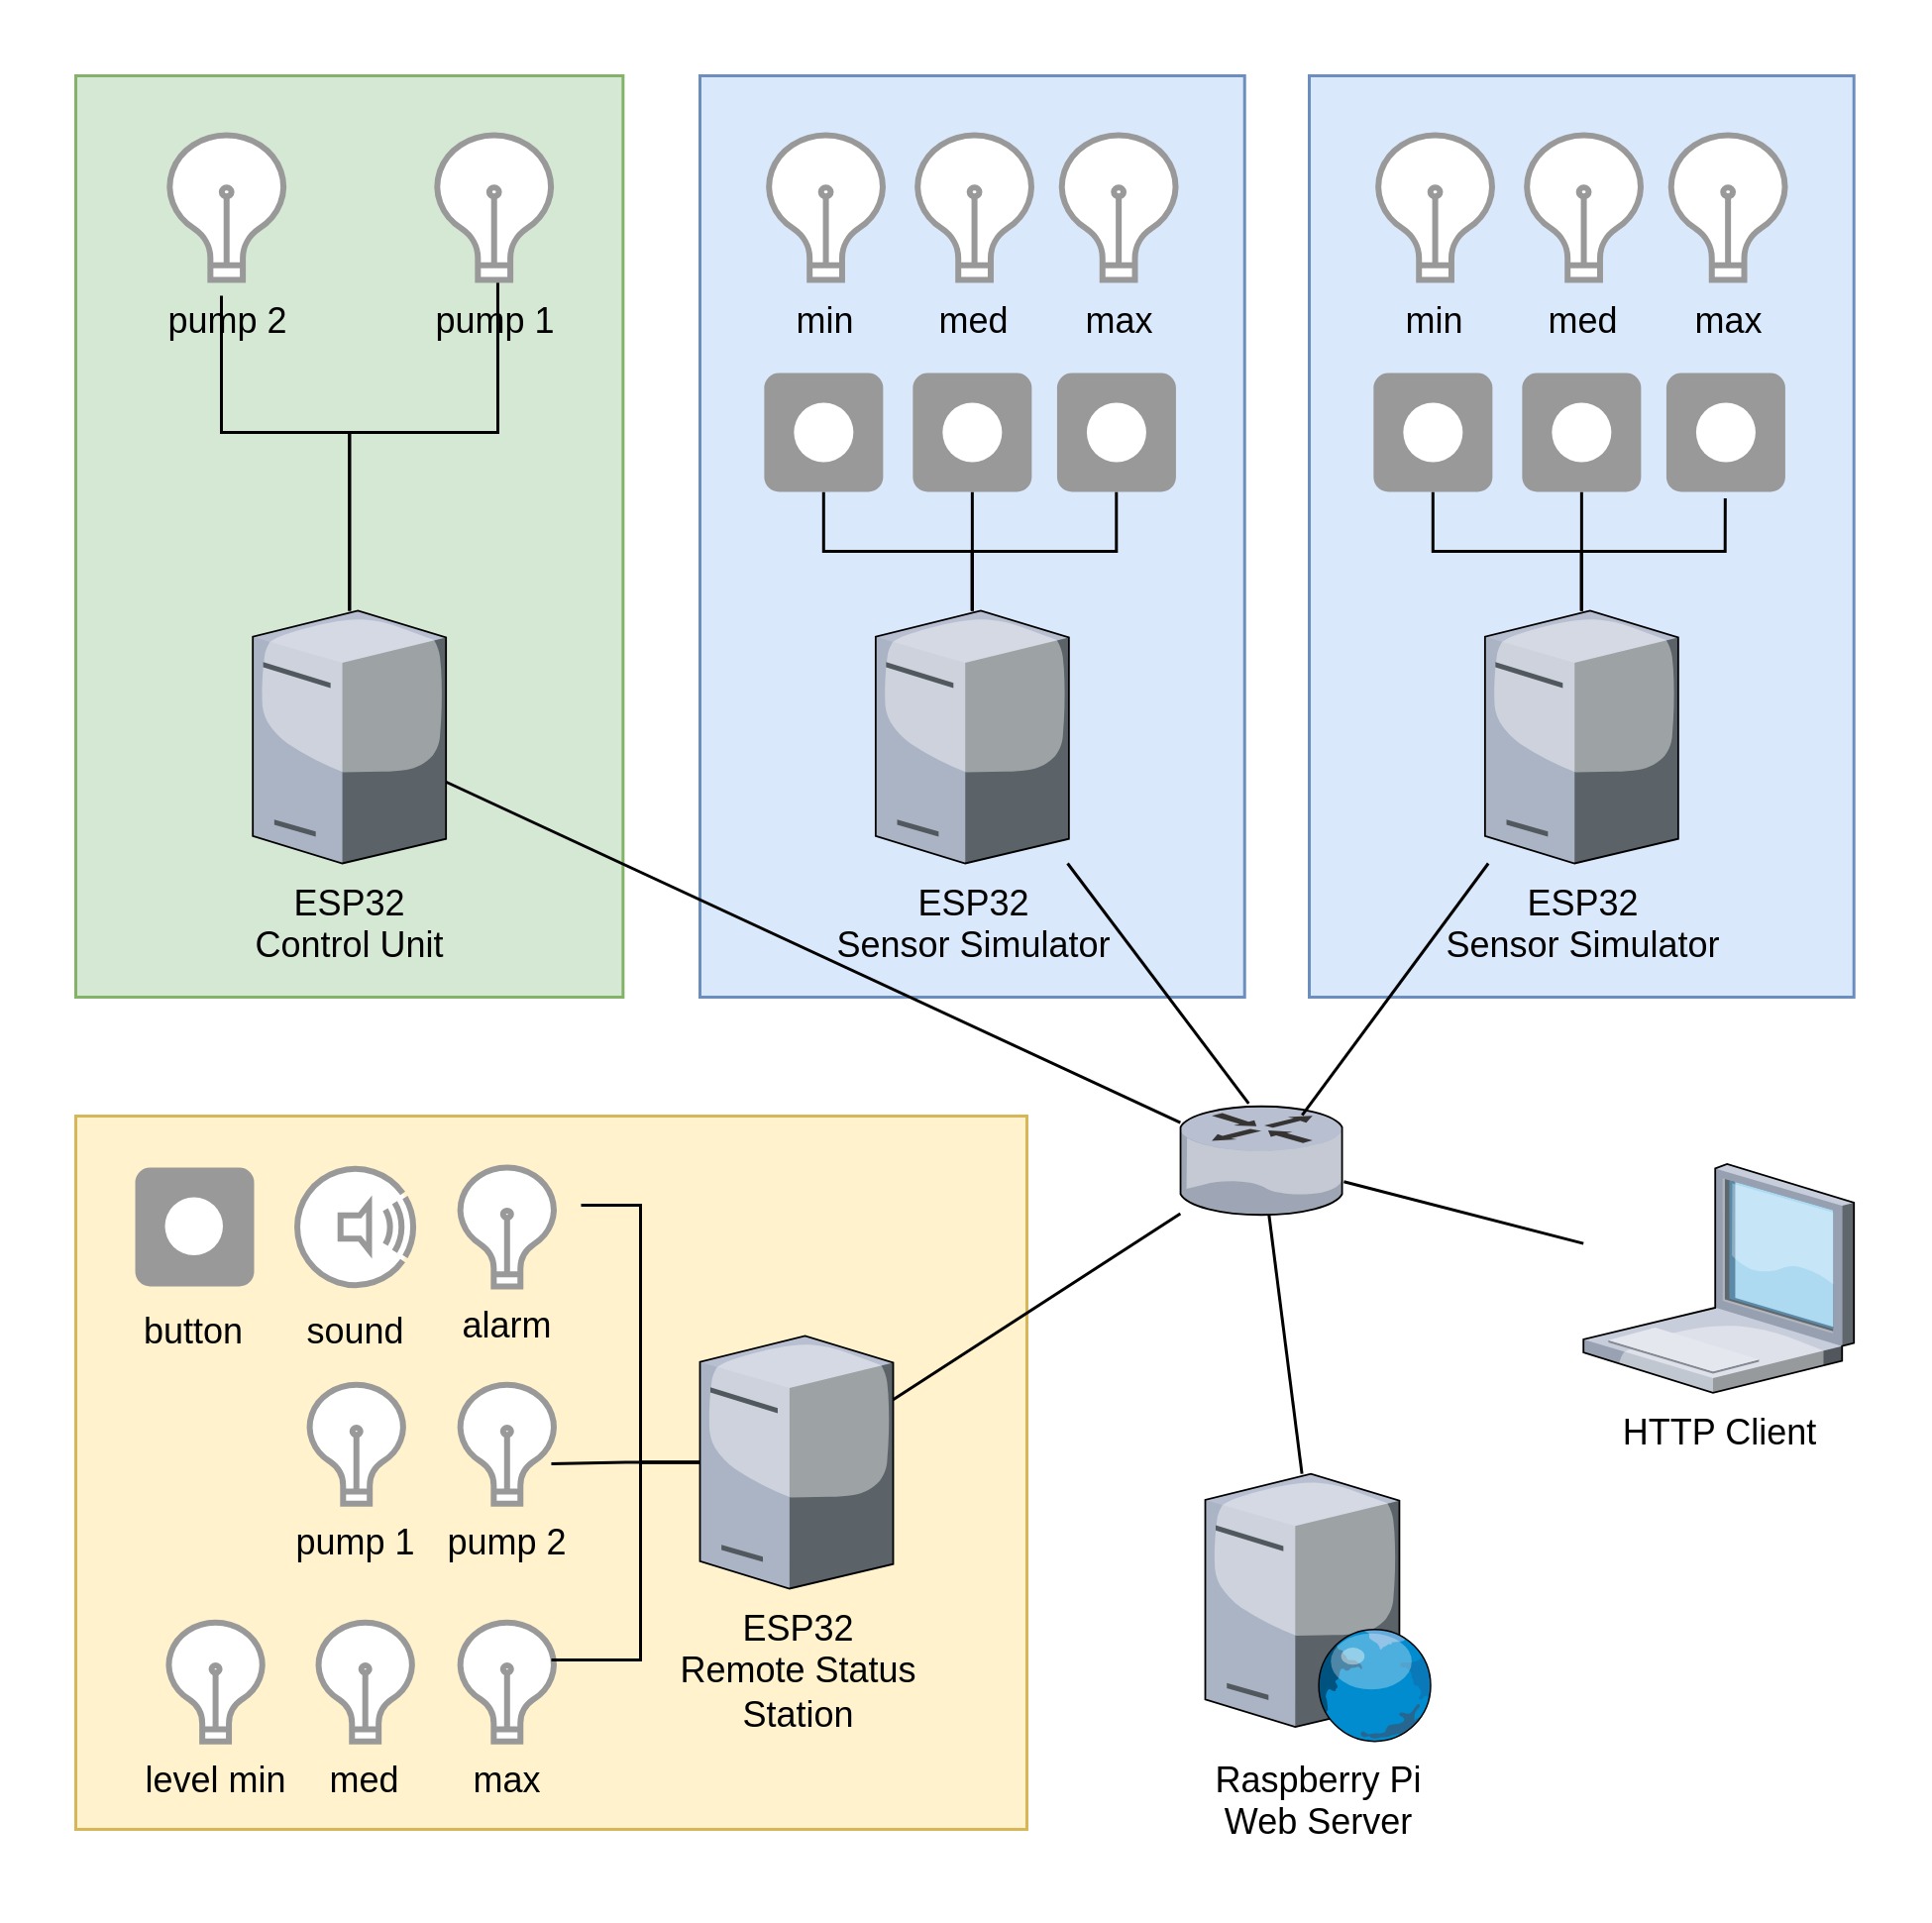 pump 2
pump 1
min
med
max
min
med
max
ESP32
Control Unit
ESP32
Sensor Simulator
ESP32
Sensor Simulator
button
sound
alarm
pump 1
pump 2
level min
med
max
ESP32
Remote Status
Station
HTTP Client
Raspberry Pi
Web Server